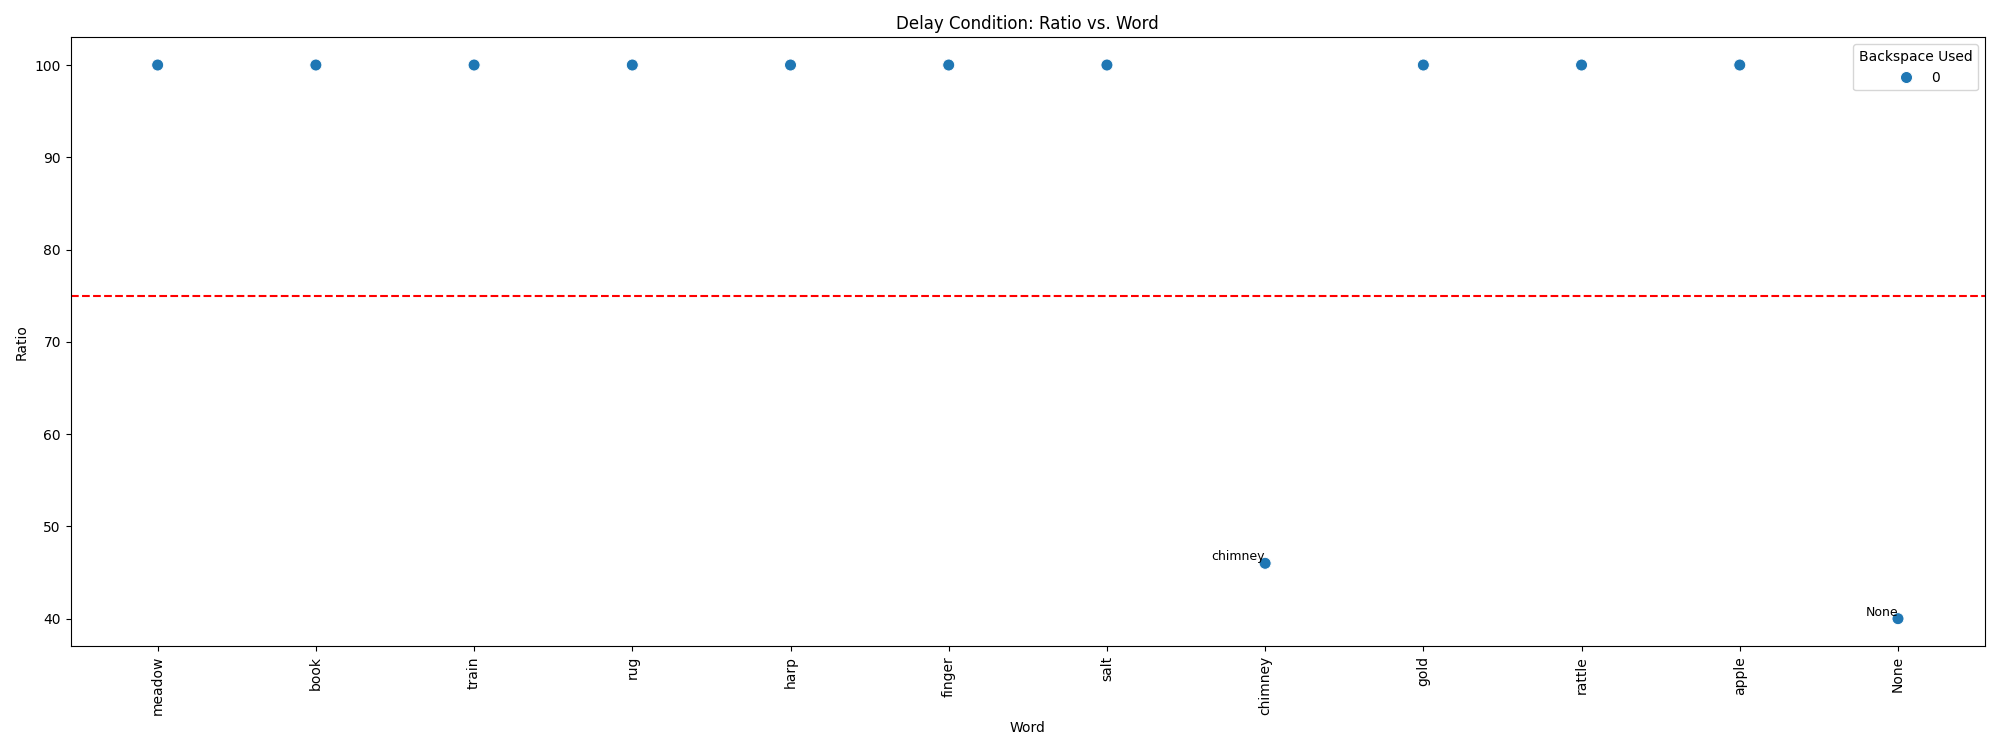 Delay Condition: Ratio vs. Word
Backspace Used
0
100
90
80
70
60
50
40
Ratio
chimney
None
meadow
book
train
rug
harp
finger
salt
chimney
gold
rattle
apple
None
Word